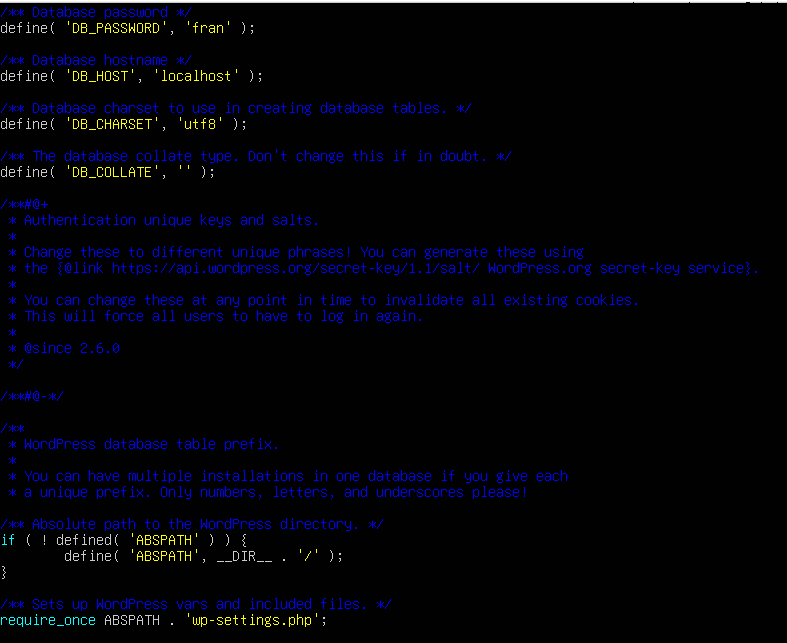 /** Database password */
define( 'DB_PASSWORD', 'fran' );
/** Database hostname */
define( 'DB_HOST', 'localhost' );
/** Database charset to use in creating database tables. */
define( 'DB_CHARSET', 'utf8' );
/** The database collate type. Don't change this if in doubt. */
define( 'DB_COLLATE', '' );
/**#@+
* Authentication unique keys and salts.
*
* Change these to different unique phrases! You can generate these using
* the {@link https://api.wordpress.org/secret-key/1.1/salt/ WordPress.org secret-key service}.
*
* You can change these at any point in time to invalidate all existing cookies.
* This will force all users to have to log in again.
*
* @since 2.6.0
*/
/**#@-*/
/**
* WordPress database table prefix.
*
* You can have multiple installations in one database if you give each
* a unique prefix. Only numbers, letters, and underscores please!
/** Absolute path to the WordPress directory. */
if ( ! defined( 'ABSPATH' ) ) {
define( 'ABSPATH', __DIR__ . '/' );
}
/** Sets up WordPress vars and included files. */
require_once ABSPATH . 'wp-settings.php';